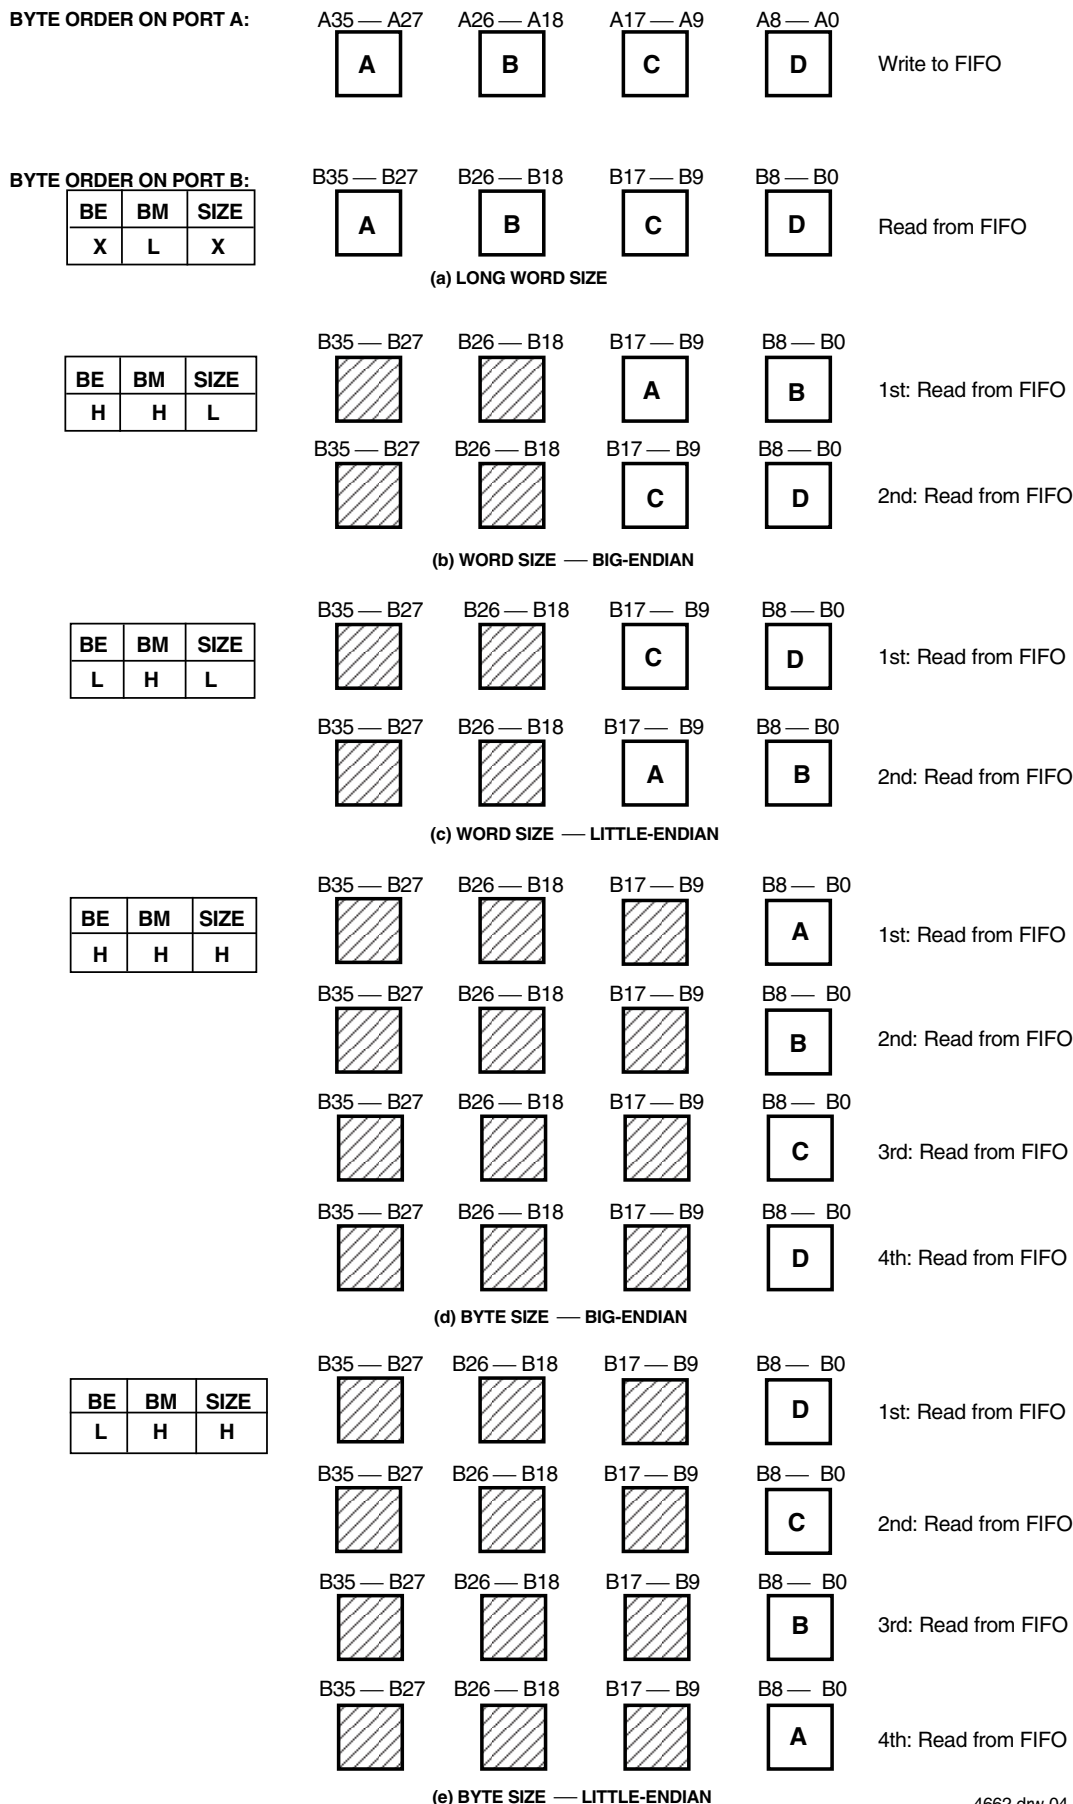 BYTE ORDER ON PORT A:
A35 — A27 A26 — A18 A17 — A9 A8 — A0
A B C D Write to FIFO
BYTE ORDER ON PORT B:
B35 — B27 B26 — B18 B17 — B9 B8 — B0
BE BM SIZE
X L X
A B C D Read from FIFO
(a) LONG WORD SIZE
B35 — B27 B26 — B18 B17 — B9 B8 — B0
BE BM SIZE
H H L
A B 1st: Read from FIFO
B35 — B27 B26 — B18 B17 — B9 B8 — B0
C D 2nd: Read from FIFO
(b) WORD SIZE — BIG-ENDIAN
B35 — B27 B26 — B18 B17 — B9 B8 — B0
BE BM SIZE
L H L
C D 1st: Read from FIFO
B35 — B27 B26 — B18 B17 — B9 B8 — B0
A B 2nd: Read from FIFO
(c) WORD SIZE — LITTLE-ENDIAN
B35 — B27 B26 — B18 B17 — B9 B8 — B0
BE BM SIZE
H H H
A 1st: Read from FIFO
B35 — B27 B26 — B18 B17 — B9 B8 — B0
B 2nd: Read from FIFO
B35 — B27 B26 — B18 B17 — B9 B8 — B0
C 3rd: Read from FIFO
B35 — B27 B26 — B18 B17 — B9 B8 — B0
D 4th: Read from FIFO
(d) BYTE SIZE — BIG-ENDIAN
B35 — B27 B26 — B18 B17 — B9 B8 — B0
BE BM SIZE
L H H
D 1st: Read from FIFO
B35 — B27 B26 — B18 B17 — B9 B8 — B0
C 2nd: Read from FIFO
B35 — B27 B26 — B18 B17 — B9 B8 — B0
B 3rd: Read from FIFO
B35 — B27 B26 — B18 B17 — B9 B8 — B0
A 4th: Read from FIFO
(e) BYTE SIZE — LITTLE-ENDIAN
4662 drw 04